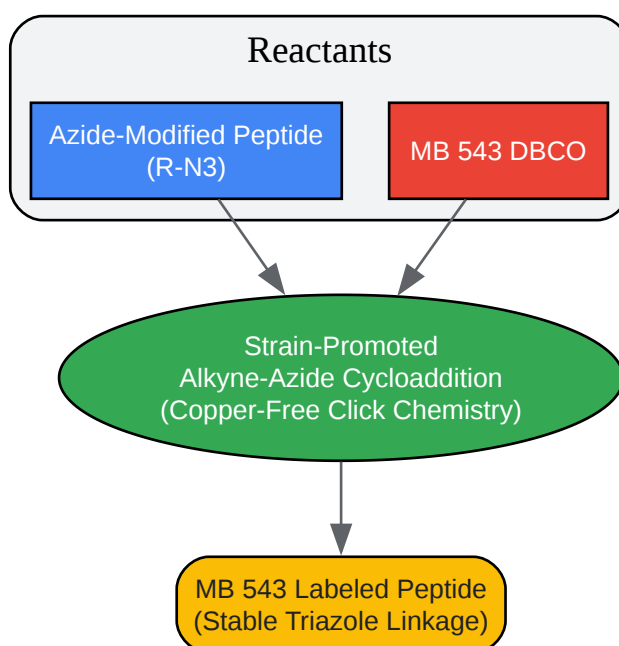 Reactants
Azide-Modified Peptide
(R-N3)
MB 543 DBCO
Strain-Promoted
Alkyne-Azide Cycloaddition
(Copper-Free Click Chemistry)
MB 543 Labeled Peptide
(Stable Triazole Linkage)